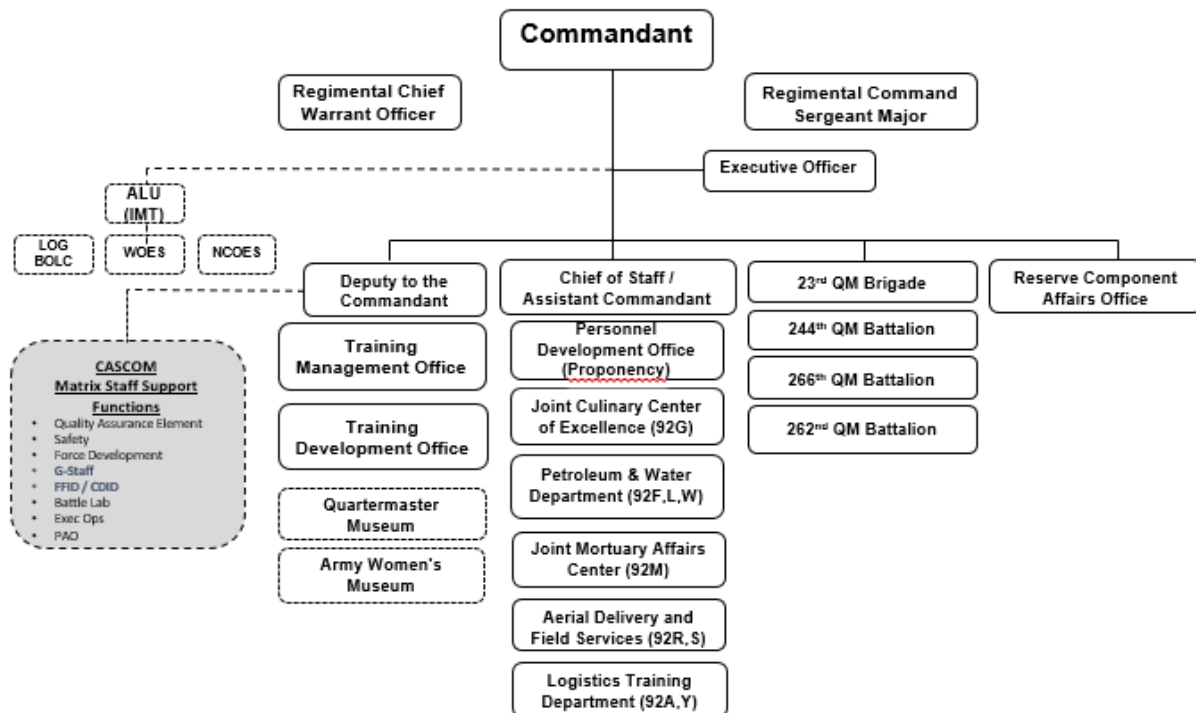 Commandant
Regimental Chief
Warrant Officer
Regimental Command
Sergeant Major
Executive Officer
ALU
(IMT)
LOG
BOLC
WOES
NCOES
Deputy to the
Commandant
Training
Management Office
Training
Development Office
Quartermaster
Museum
Army Women's
Museum
Chief of Staff /
Assistant Commandant
Personnel
Development Office
(Proponency)
Joint Culinary Center
of Excellence (92G)
Petroleum & Water
Department (92F,L,W)
Joint Mortuary Affairs
Center (92M)
Aerial Delivery and
Field Services (92R,S)
Logistics Training
Department (92A,Y)
23rd QM Brigade
244th QM Battalion
266th QM Battalion
262nd QM Battalion
Reserve Component
Affairs Office
CASCOM
Matrix Staff Support
Functions
• Quality Assurance Element
• Safety
• Force Development
• G-Staff
• FFID / CDID
• Battle Lab
• Exec Ops
• PAO